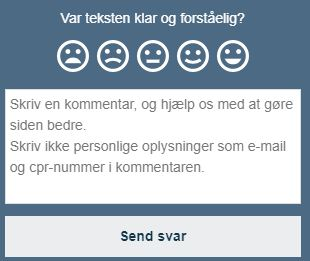 Var teksten klar og forståelig?
Skriv en kommentar, og hjælp os med at gøre
siden bedre.
Skriv ikke personlige oplysninger som e-mail
og cpr-nummer i kommentaren.
Send svar